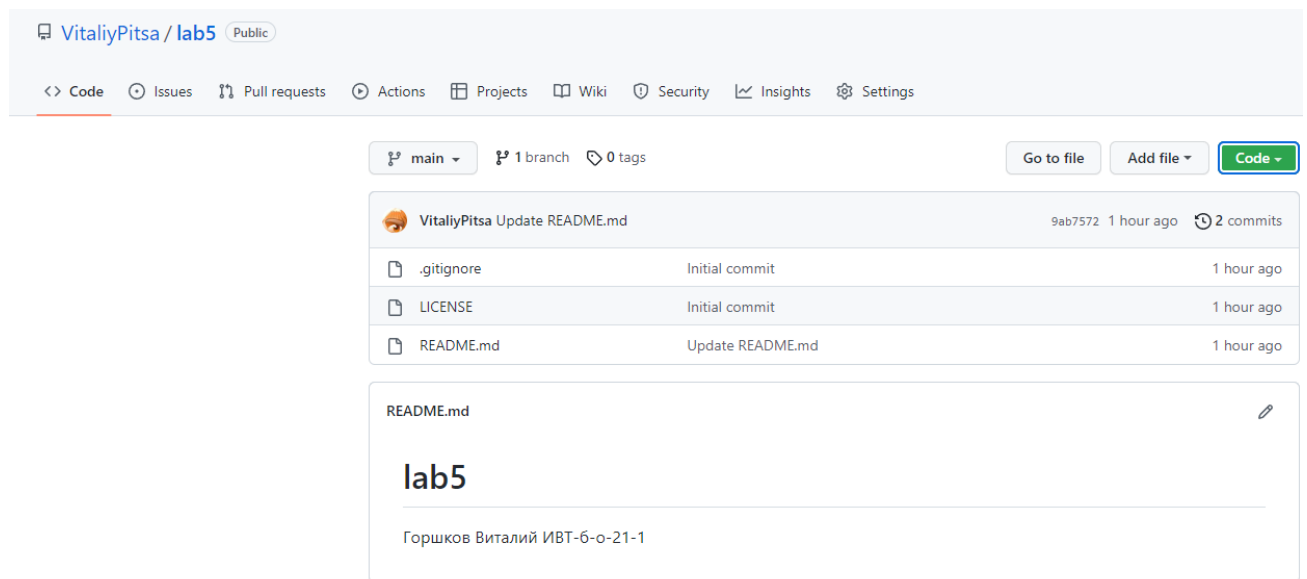 VitaliyPitsa / lab5 Public
Code Issues Pull requests Actions Projects Wiki Security Insights Settings
main 1 branch 0 tags Go to file Add file Code
VitaliyPitsa Update README.md 9ab7572 1 hour ago 2 commits
.gitignore Initial commit 1 hour ago
LICENSE Initial commit 1 hour ago
README.md Update README.md 1 hour ago
README.md
lab5
Горшков Виталий ИВТ-б-о-21-1